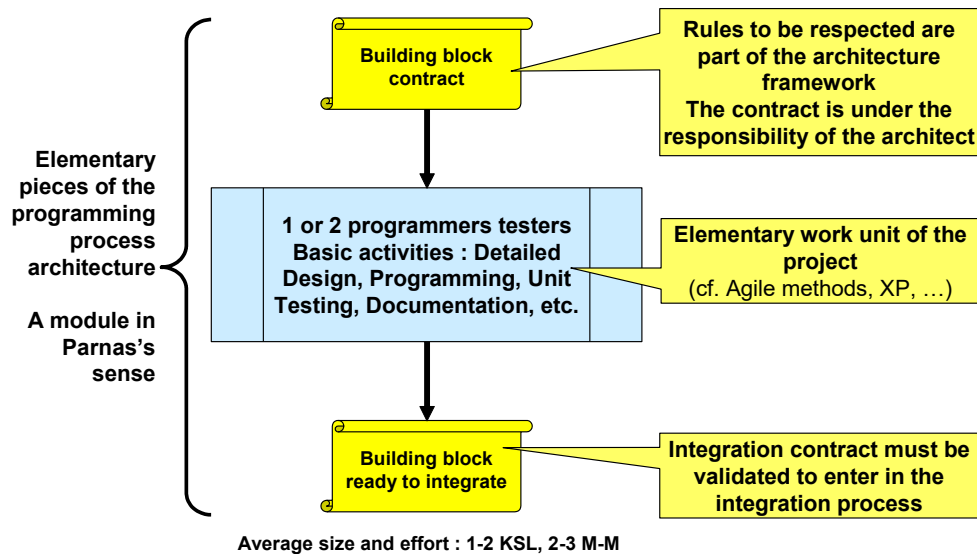 Building block
contract
Rules to be respected are
part of the architecture
framework
The contract is under the
responsibility of the architect
Elementary
pieces of the
programming
process
architecture
A module in
Parnas's
sense
1 or 2 programmers testers
Basic activities : Detailed
Design, Programming, Unit
Testing, Documentation, etc.
Elementary work unit of the
project
(cf. Agile methods, XP, …)
Building block
ready to integrate
Integration contract must be
validated to enter in the
integration process
Average size and effort : 1-2 KSL, 2-3 M-M